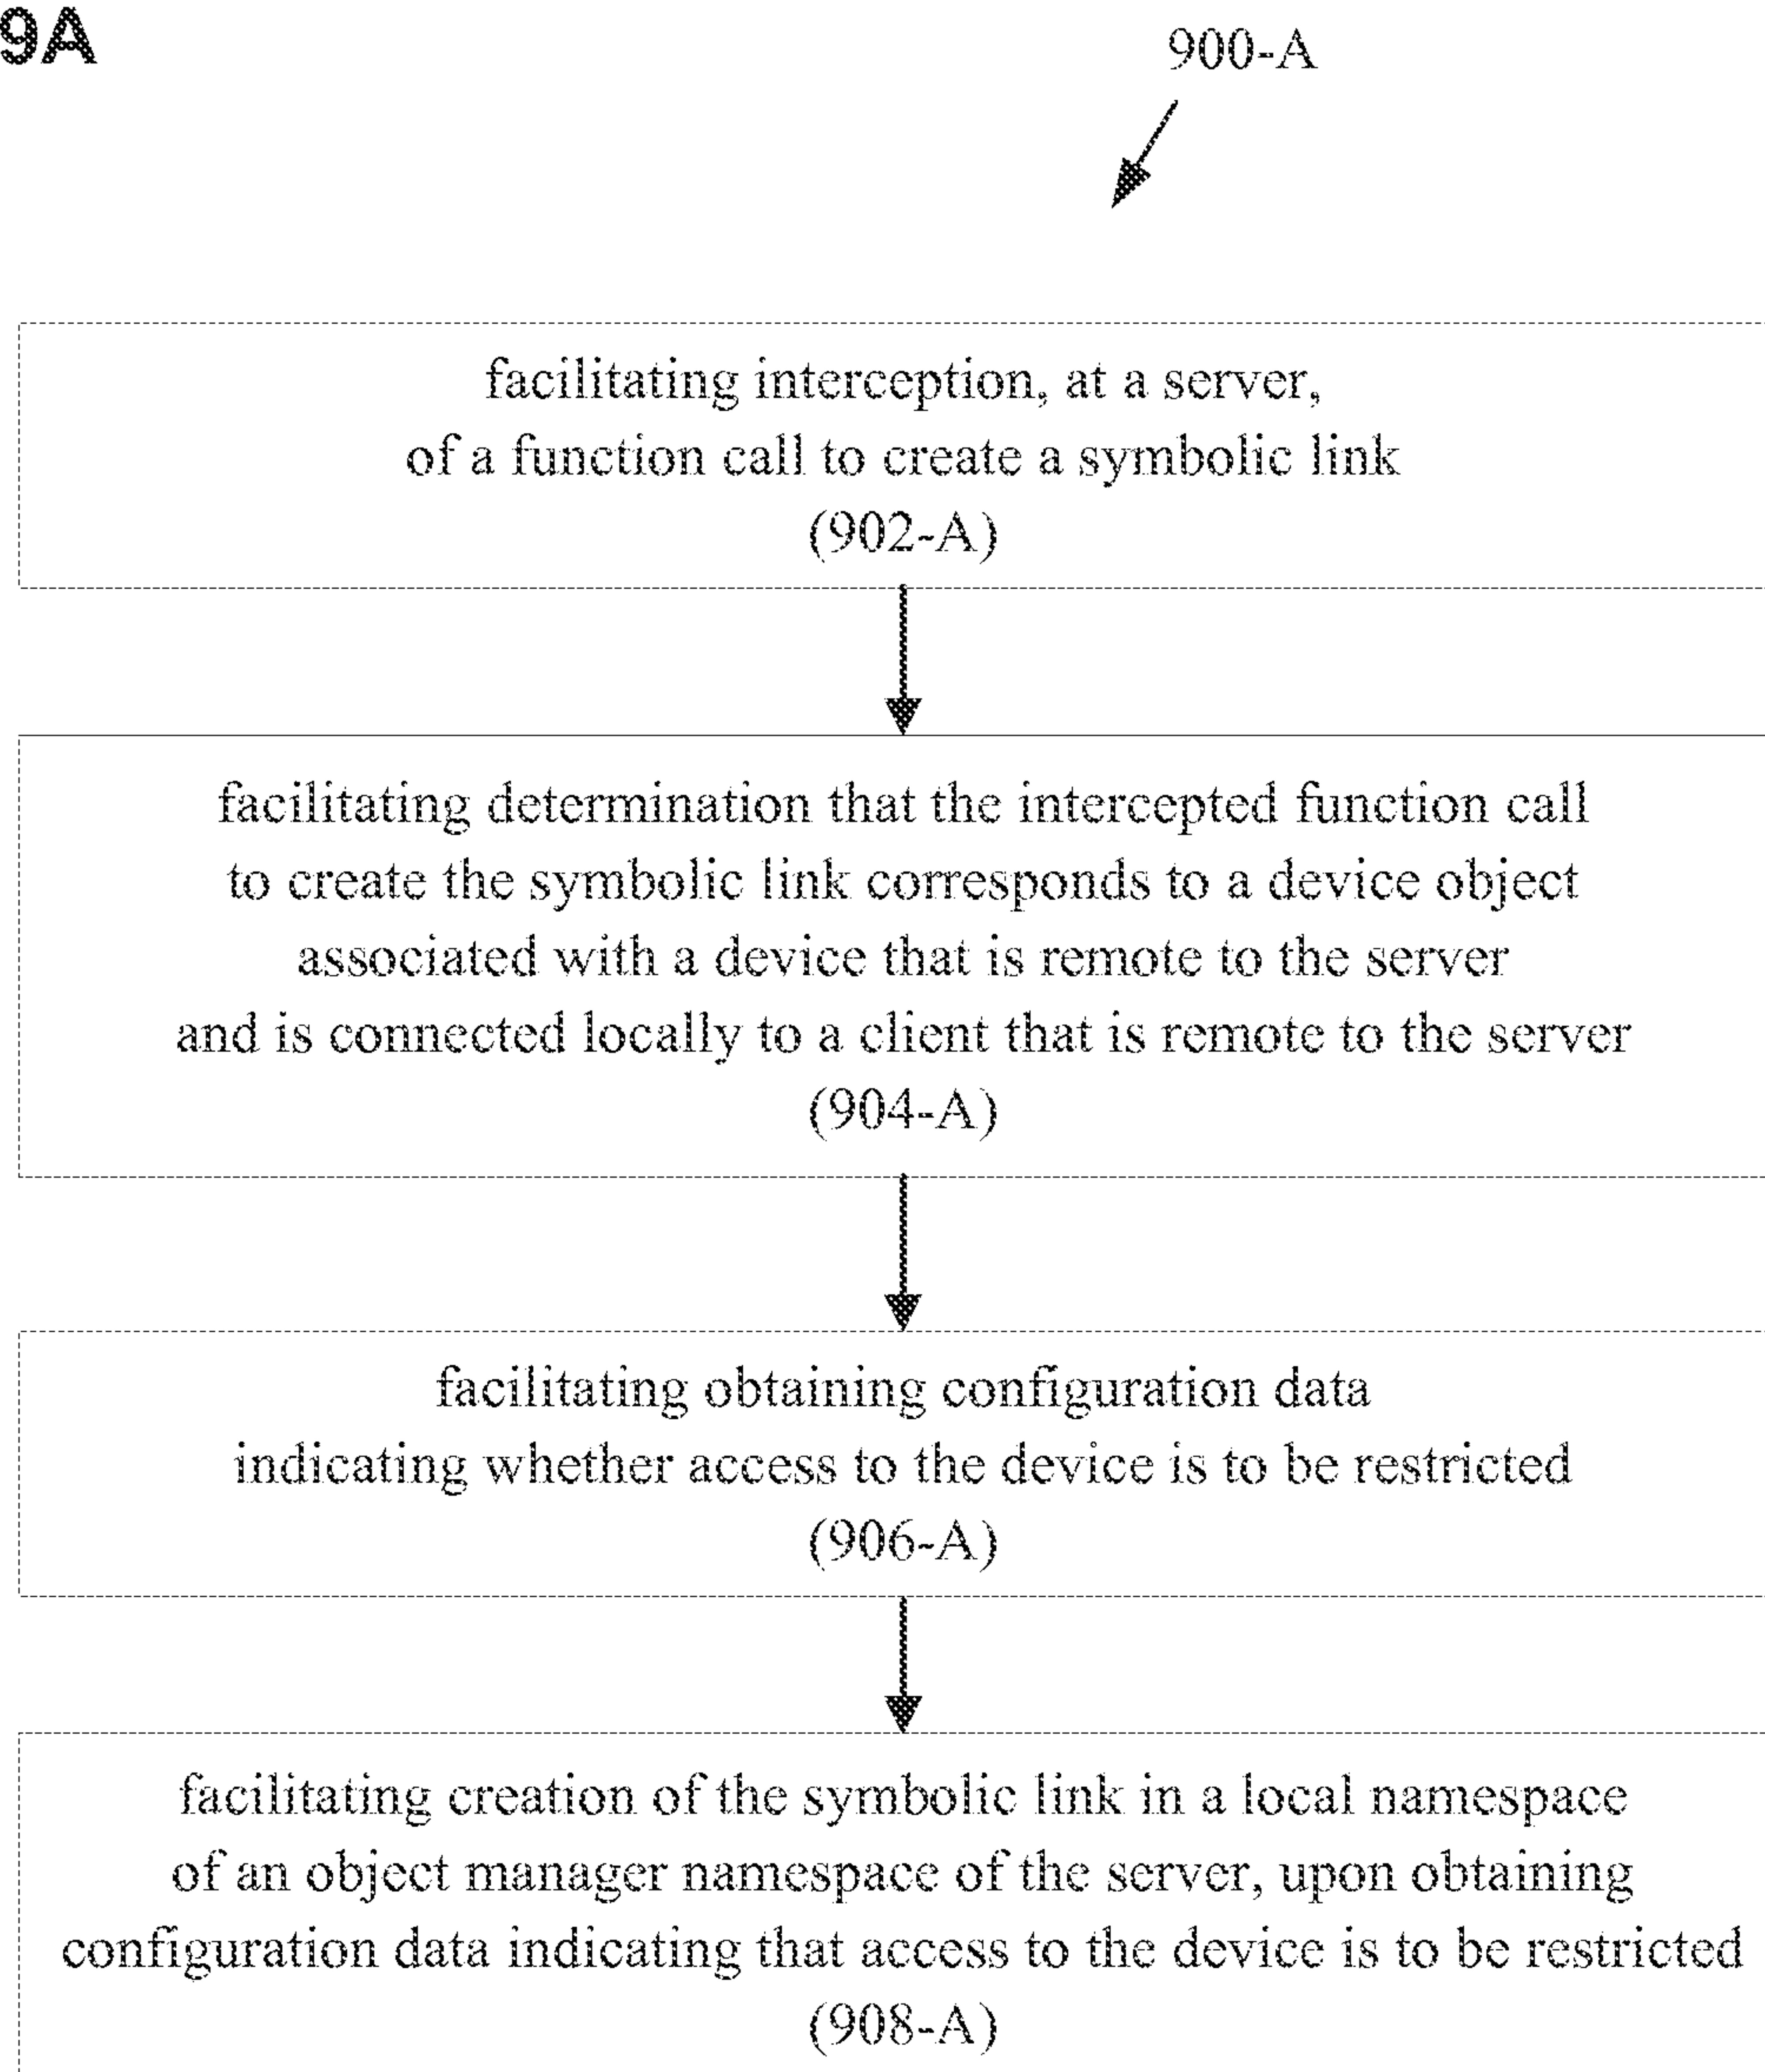 9A
900-A
facilitating interception, at a server,
of a function call to create a symbolic link
(902-A)
facilitating determination that the intercepted function call
to create the symbolic link corresponds to a device object
associated with a device that is remote to the server
and is connected locally to a client that is remote to the server
(904-A)
facilitating obtaining configuration data
indicating whether access to the device is to be restricted
(906-A)
facilitating creation of the symbolic link in a local namespace
of an object manager namespace of the server, upon obtaining
configuration data indicating that access to the device is to be restricted
(908-A)